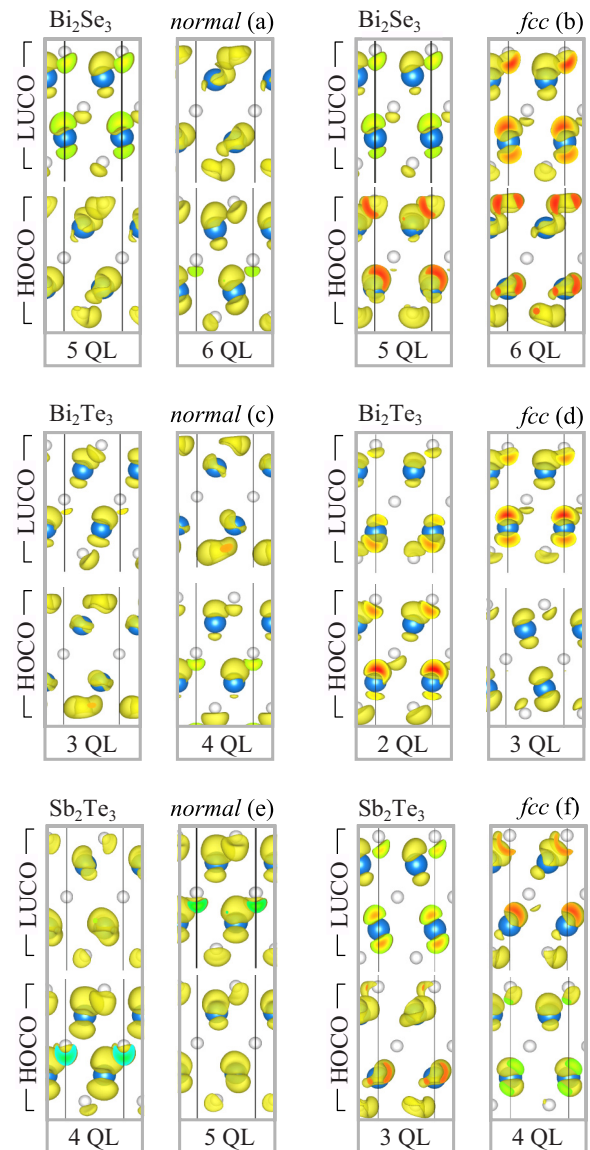 Bi₂Se₃ normal (a)
LUCO
HOCO
5 QL 6 QL
Bi₂Se₃ fcc (b)
LUCO
HOCO
5 QL 6 QL
Bi₂Te₃ normal (c)
LUCO
HOCO
3 QL 4 QL
Bi₂Te₃ fcc (d)
LUCO
HOCO
2 QL 3 QL
Sb₂Te₃ normal (e)
LUCO
HOCO
4 QL 5 QL
Sb₂Te₃ fcc (f)
LUCO
HOCO
3 QL 4 QL